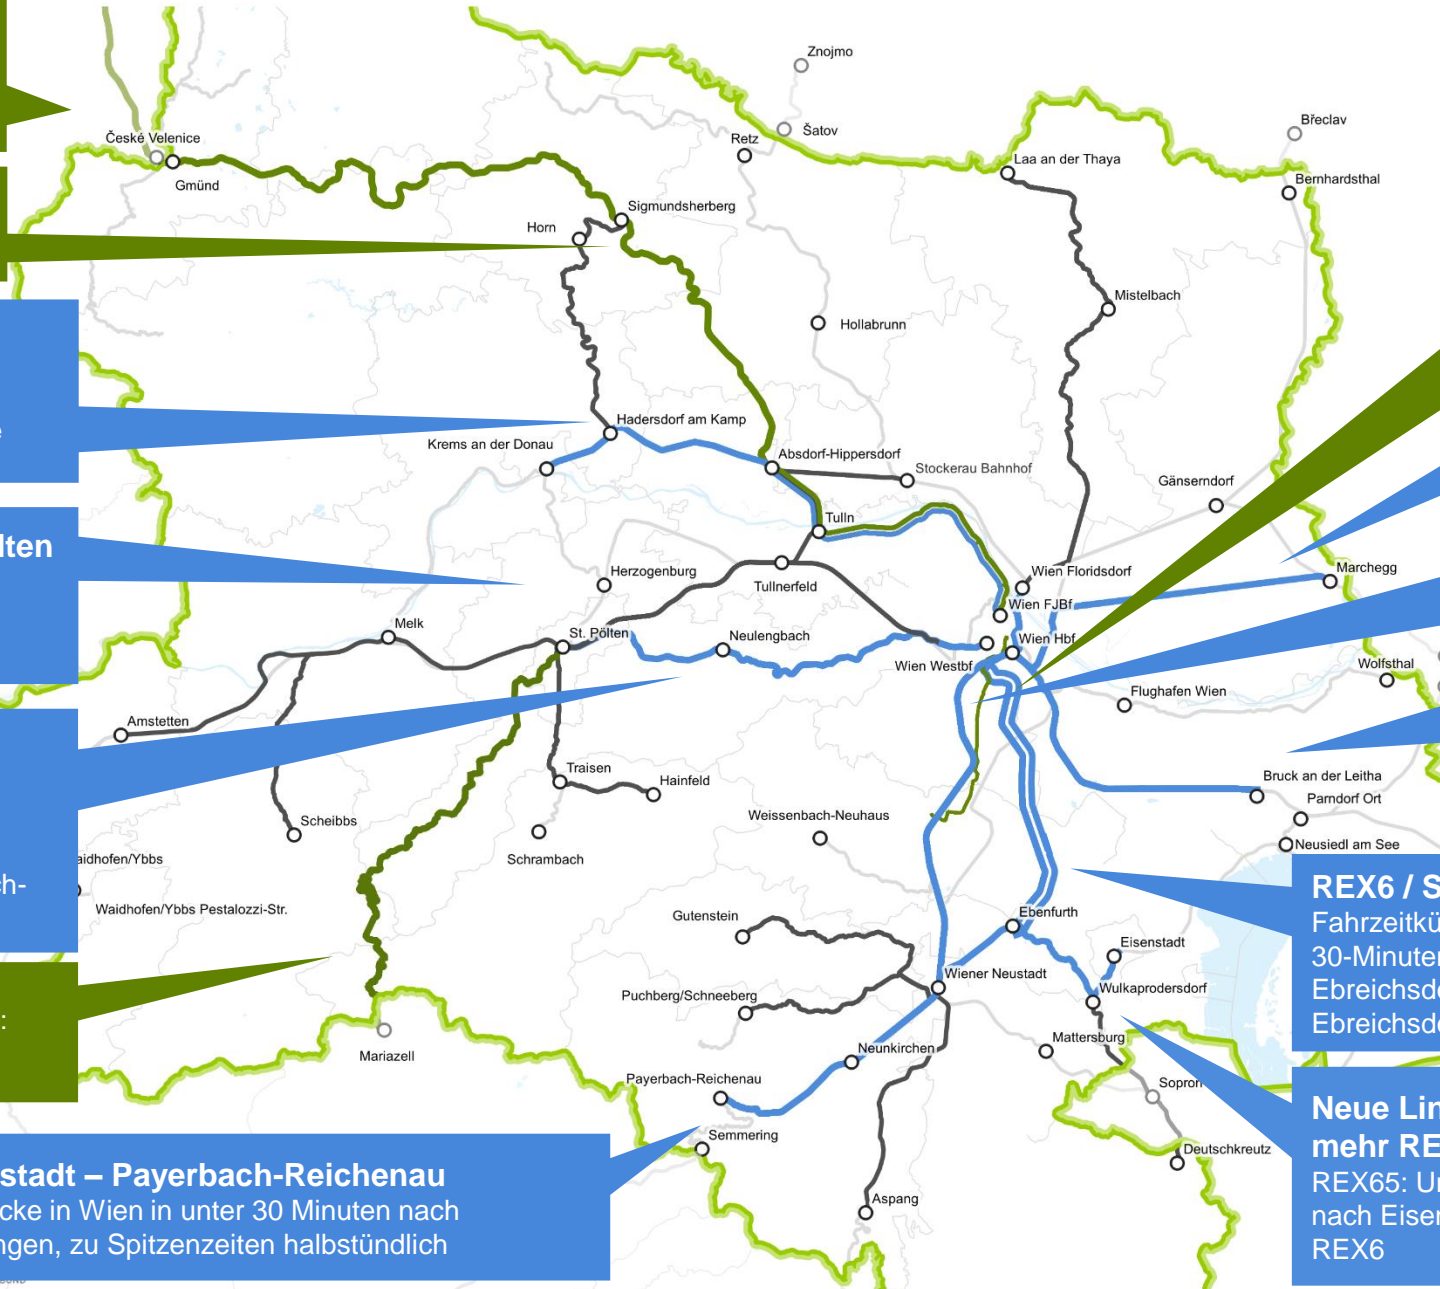 Znojmo
Šatov
Retz
Břeclav
Laa an der Thaya
Bernhardsthal
České Velenice
Gmünd
Sigmundsherberg
Horn
Mistelbach
Hollabrunn
Hadersdorf am Kamp
Krems an der Donau
Absdorf-Hippersdorf
Stockerau Bahnhof
Gänserndorf
Tulln
lten
Herzogenburg
Tullnerfeld
Wien Floridsdorf
Marchegg
Wien FJBf
Melk
St. Pölten
Neulengbach
Wien Hbf
Wien Westbf
Wolfsthal
Flughafen Wien
Amstetten
Traisen
Hainfeld
Bruck an der Leitha
Parndorf Ort
Scheibbs
Weissenbach-Neuhaus
Neusiedl am See
Schrambach
aidhofen/Ybbs
ch-
Waidhofen/Ybbs Pestalozzi-Str.
REX6 / S
Fahrzeitkü
30-Minuten
Ebreichsdo
Ebreichsdo
Gutenstein
Ebenfurth
Eisenstadt
Wiener Neustadt
Wulkaprodersdorf
Puchberg/Schneeberg
:
Mariazell
Neunkirchen
Mattersburg
Payerbach-Reichenau
Sopron
Semmering
Deutschkreutz
Aspang
Neue Lin
mehr RE
REX65: Un
nach Eisen
REX6
stadt – Payerbach-Reichenau
cke in Wien in unter 30 Minuten nach
ngen, zu Spitzenzeiten halbstündlich